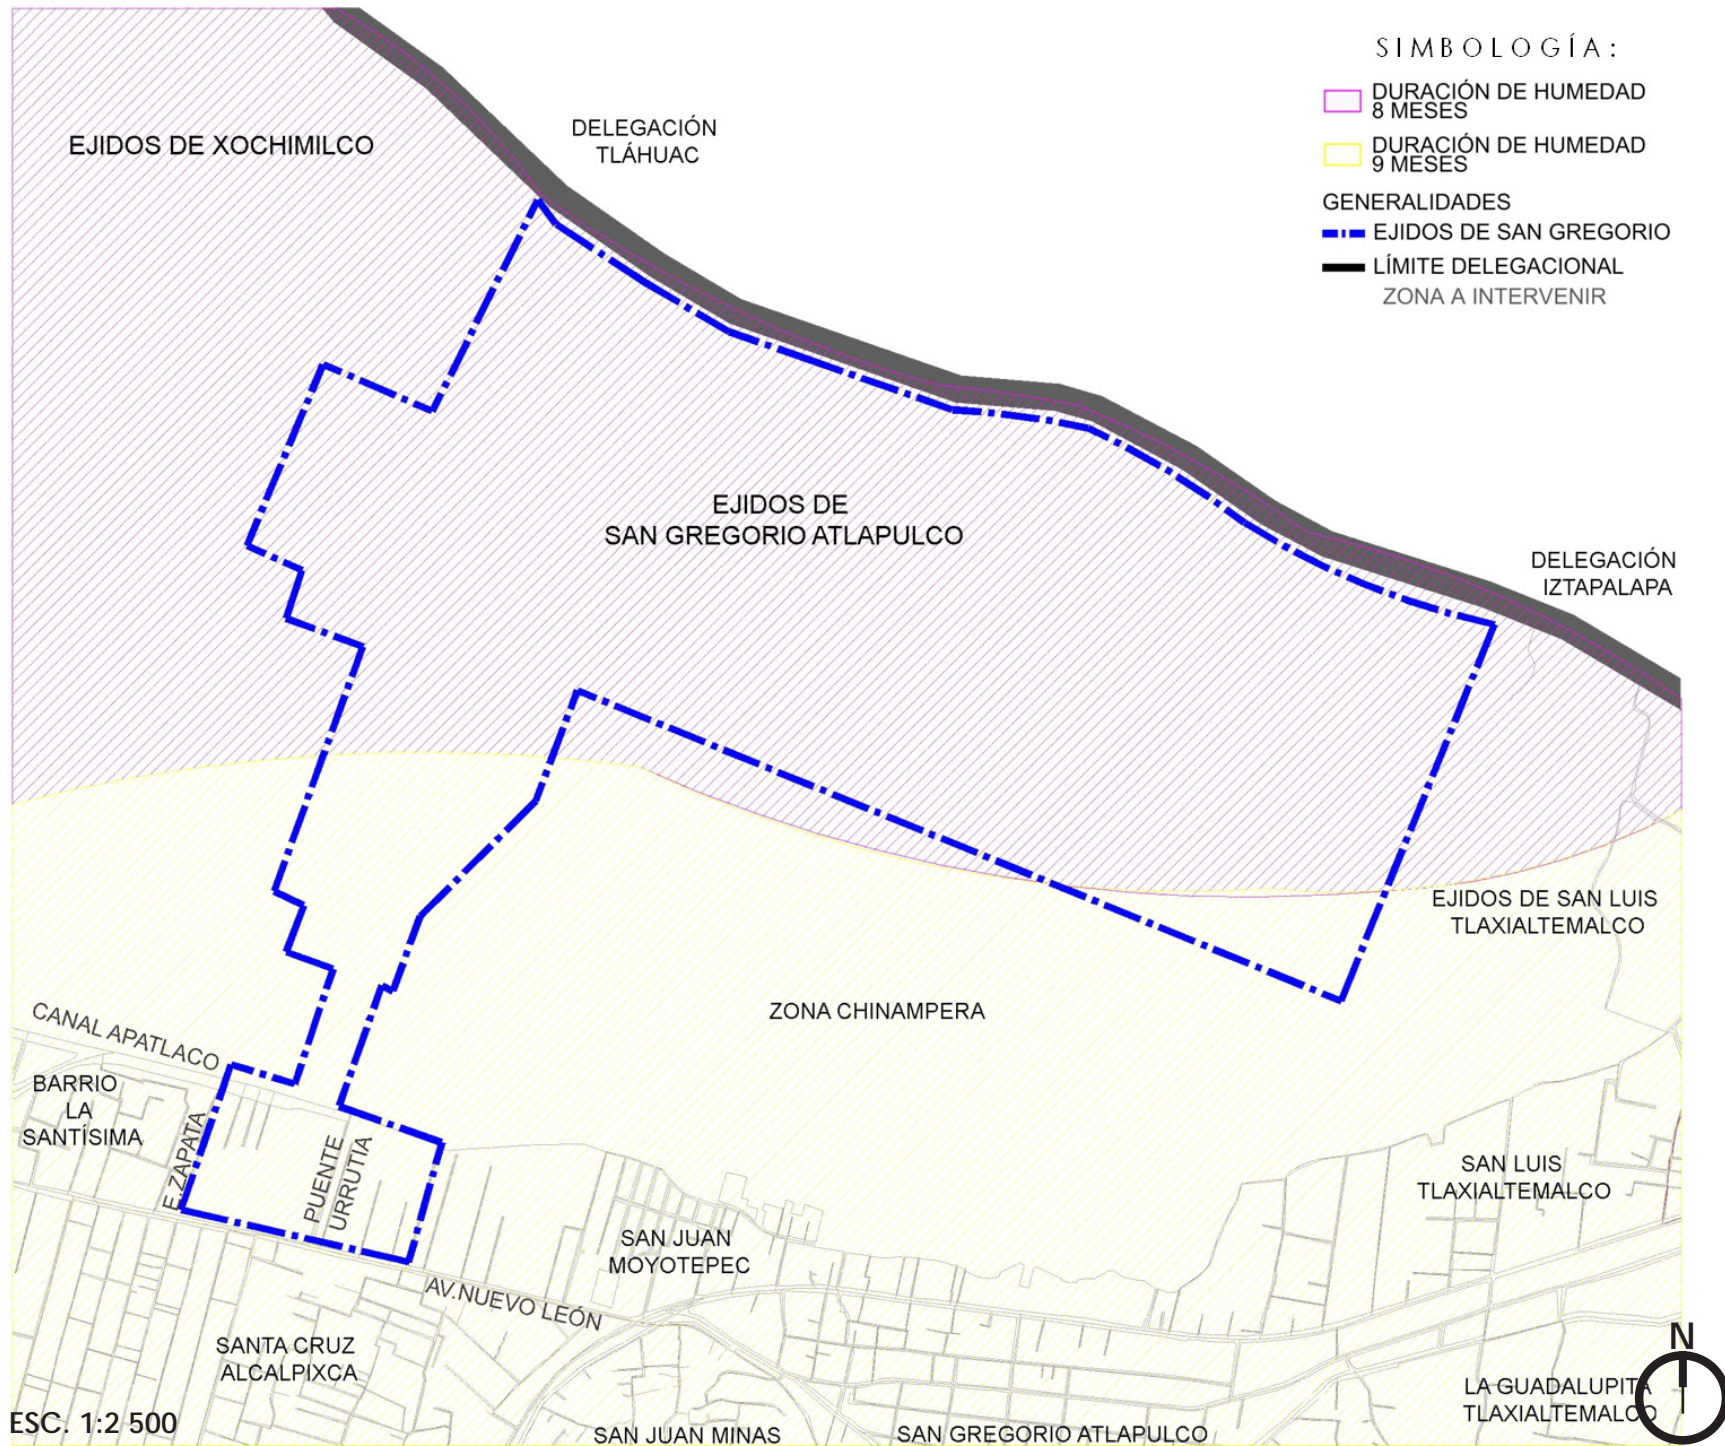 SIMBOLOGÍA:
DURACIÓN DE HUMEDAD
8 MESES
DURACIÓN DE HUMEDAD
9 MESES
GENERALIDADES
EJIDOS DE SAN GREGORIO
LÍMITE DELEGACIONAL
ZONA A INTERVENIR
EJIDOS DE XOCHIMILCO
DELEGACIÓN
TLÁHUAC
EJIDOS DE
SAN GREGORIO ATLAPULCO
DELEGACIÓN
IZTAPALAPA
EJIDOS DE SAN LUIS
TLAXIALTEMALCO
ZONA CHINAMPERA
CANAL APATLACO
BARRIO
LA
SANTÍSIMA
E.ZAPATA
PUENTE
URRUTIA
SAN LUIS
TLAXIALTEMALCO
SAN JUAN
MOYOTEPEC
AV.NUEVO LEÓN
SANTA CRUZ
ALCALPIXCA
N
LA GUADALUPITA
TLAXIALTEMALCO
ESC. 1:2 500
SAN JUAN MINAS
SAN GREGORIO ATLAPULCO